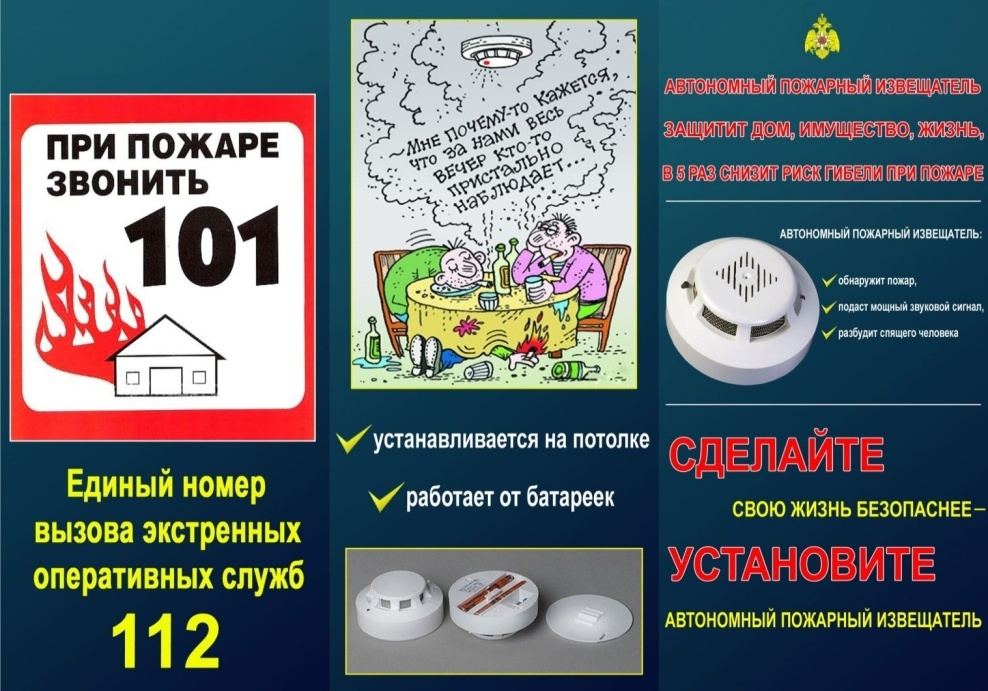 ПРИ ПОЖАРЕ
ЗВОНИТЬ
101
Единый номер
вызова экстренных
оперативных служб
112
Мне почему-то кажется,
что за нами весь
вечер кто-то
пристально
наблюдает...
устанавливается на потолке
работает от батареек
АВТОНОМНЫЙ ПОЖАРНЫЙ ИЗВЕЩАТЕЛЬ
ЗАЩИТИТ ДОМ, ИМУЩЕСТВО, ЖИЗНЬ,
В 5 РАЗ СНИЗИТ РИСК ГИБЕЛИ ПРИ ПОЖАРЕ
АВТОНОМНЫЙ ПОЖАРНЫЙ ИЗВЕЩАТЕЛЬ:
обнаружит пожар,
подаст мощный звуковой сигнал,
разбудит спящего человека
СДЕЛАЙТЕ
СВОЮ ЖИЗНЬ БЕЗОПАСНЕЕ–
УСТАНОВИТЕ
АВТОНОМНЫЙ ПОЖАРНЫЙ ИЗВЕЩАТЕЛЬ